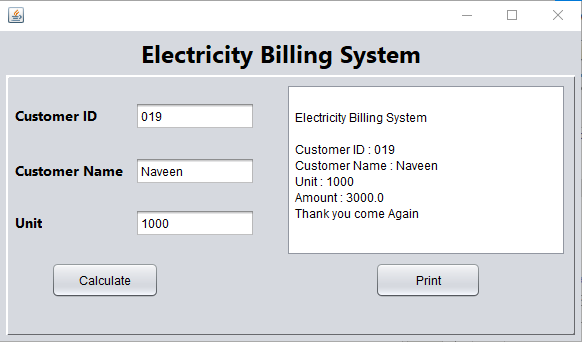 Electricity Billing System
Customer ID
019
Customer Name
Naveen
Unit
1000
Calculate
Electricity Billing System
Customer ID : 019
Customer Name : Naveen
Unit : 1000
Amount : 3000.0
Thank you come Again
Print